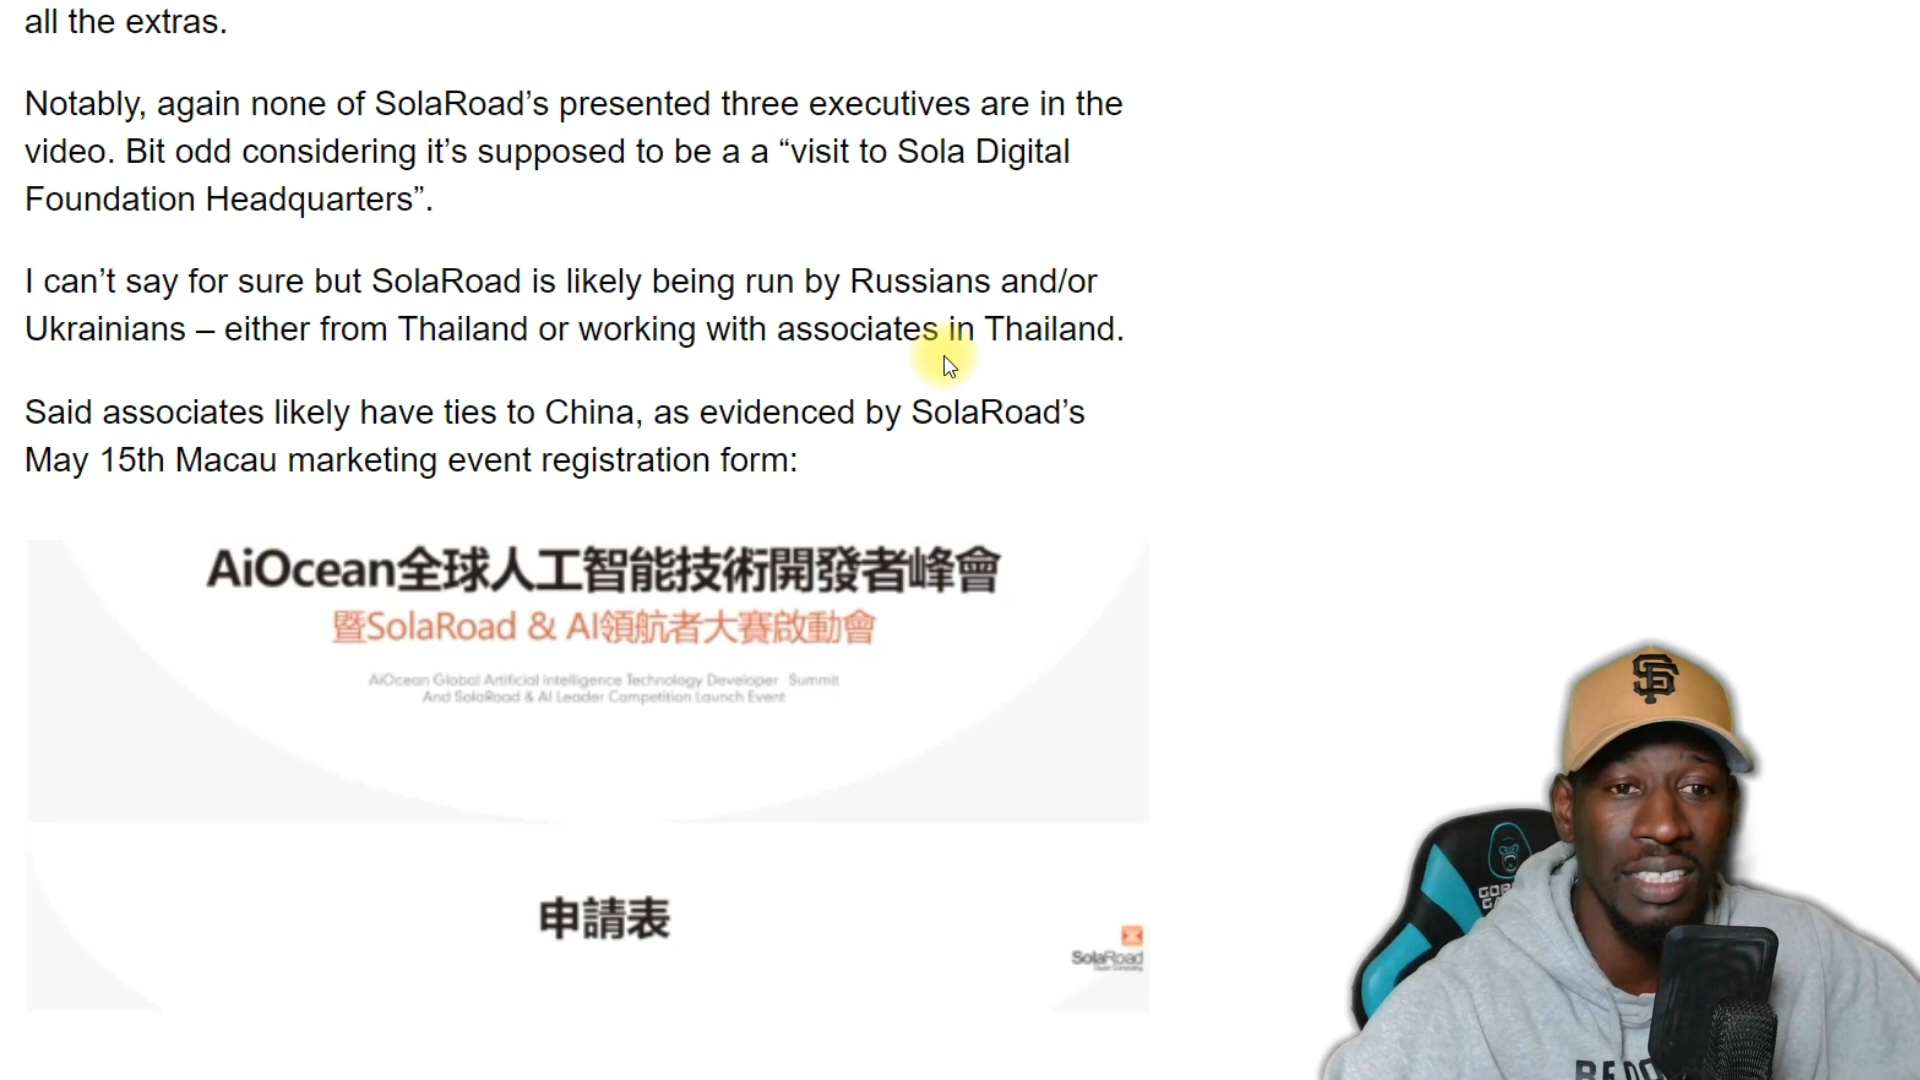 all the extras.
Notably, again none of SolaRoad’s presented three executives are in the
video. Bit odd considering it’s supposed to be a a “visit to Sola Digital
Foundation Headquarters”.
I can’t say for sure but SolaRoad is likely being run by Russians and/or
Ukrainians – either from Thailand or working with associates in Thailand.
Said associates likely have ties to China, as evidenced by SolaRoad’s
May 15th Macau marketing event registration form:
AiOcean全球人工智能技術開發者峰會
暨SolaRoad & AI領航者大賽啟動會
AiOcean Global Artificial Intelligence Technology Developer Summit
And SolaRoad & AI Leader Competition Launch Event
申請表
SolaRoad
SF